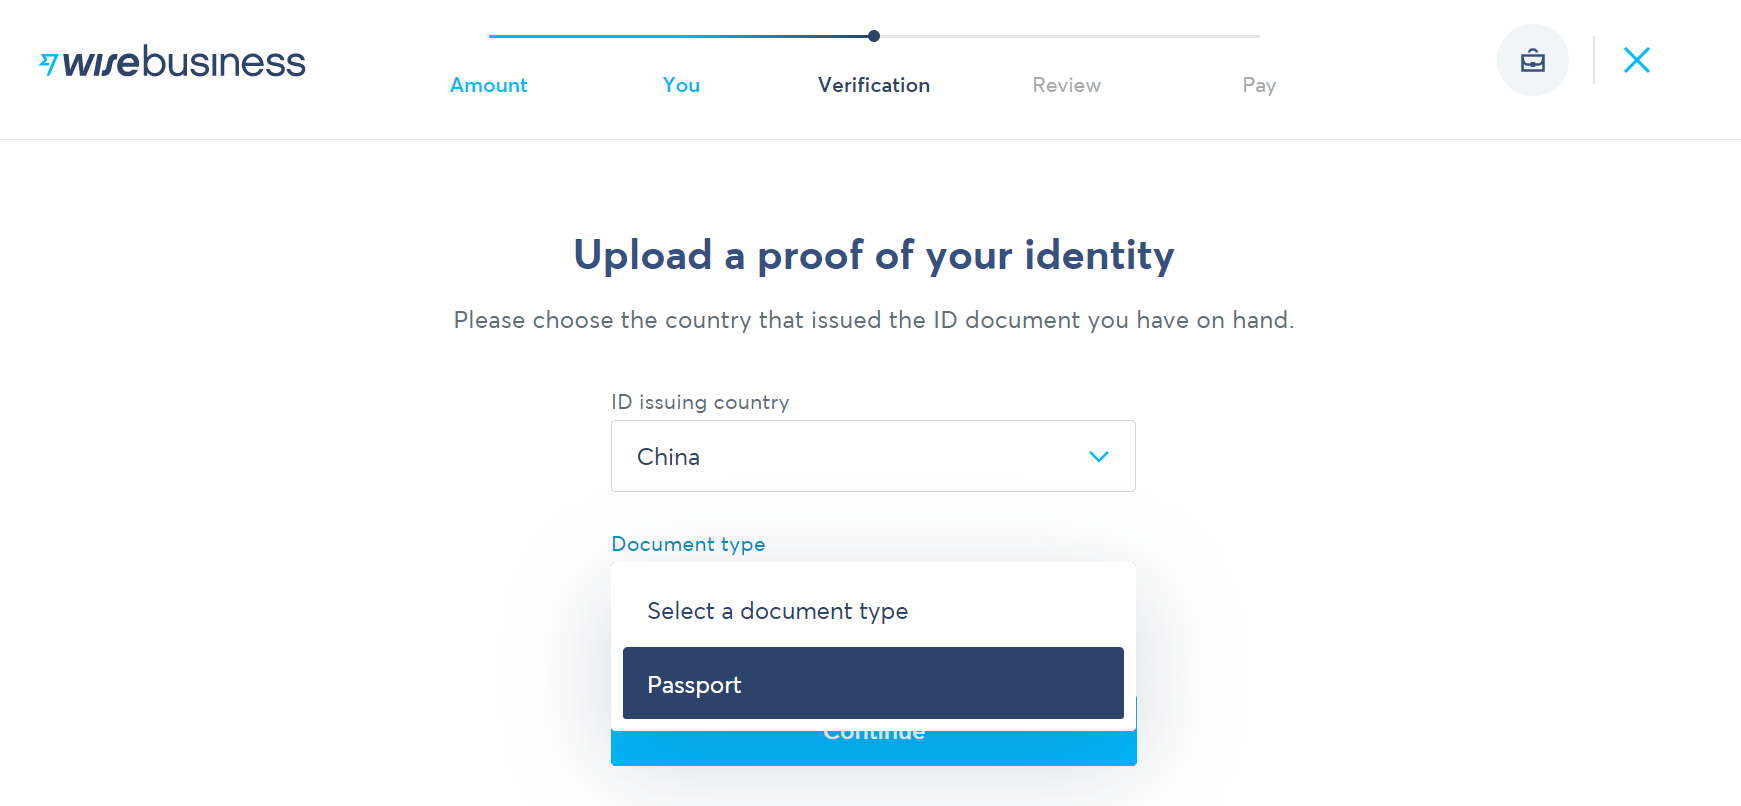 wisebusiness
Amount
You
Verification
Review
Pay
Upload a proof of your identity
Please choose the country that issued the ID document you have on hand.
ID issuing country
China
Document type
Select a document type
Passport
Continue